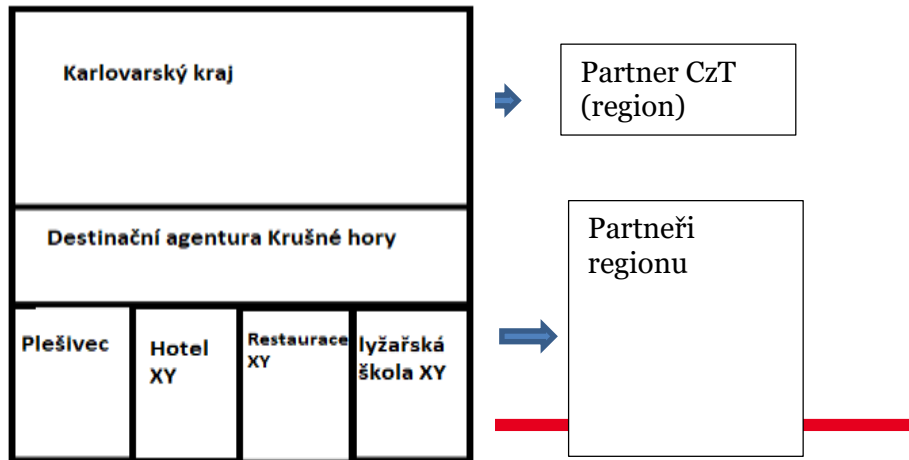 Karlovarský kraj
Partner CzT
(region)
Destinační agentura Krušné hory
Partneři
regionu
Plešivec
Hotel
XY
Restaurace
XY
lyžařská
škola XY